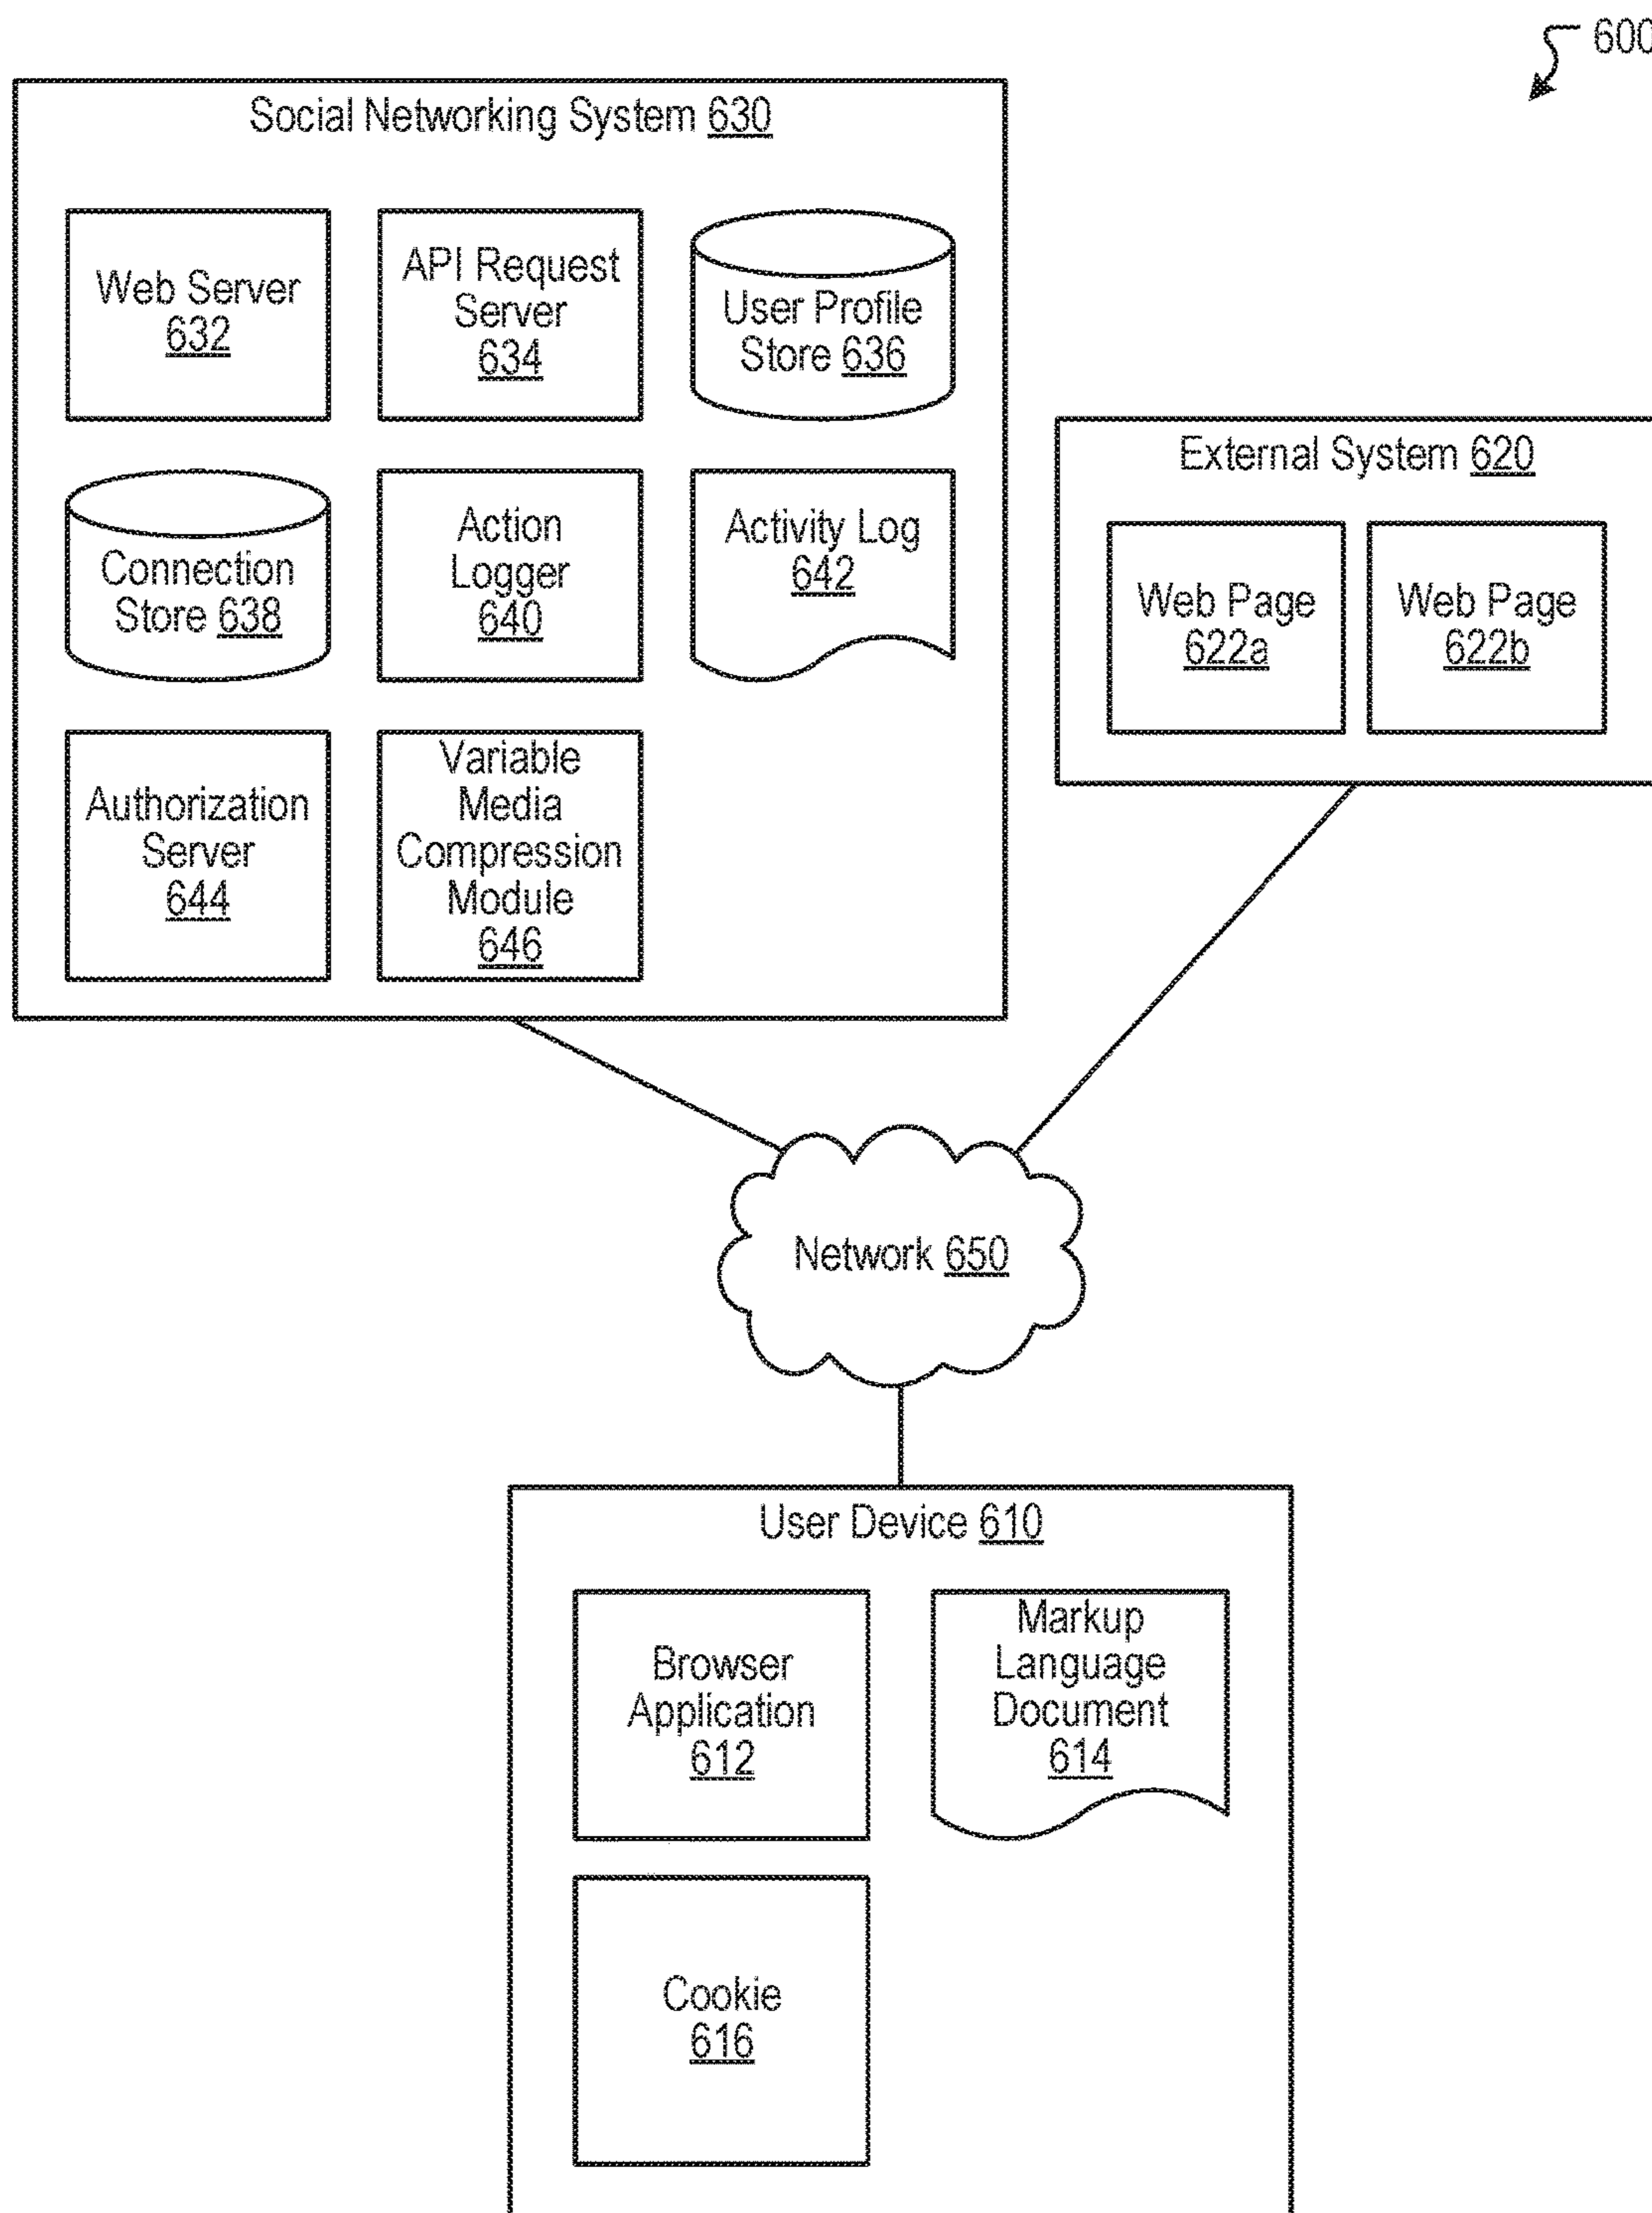 600
Social Networking System 630
Web Server
632
API Request
Server
634
User Profile
Store 636
Connection
Store 638
Action
Logger
640
Activity Log
642
Authorization
Server
644
Variable
Media
Compression
Module
646
External System 620
Web Page
622a
Web Page
622b
Network 650
User Device 610
Browser
Application
612
Markup
Language
Document
614
Cookie
616